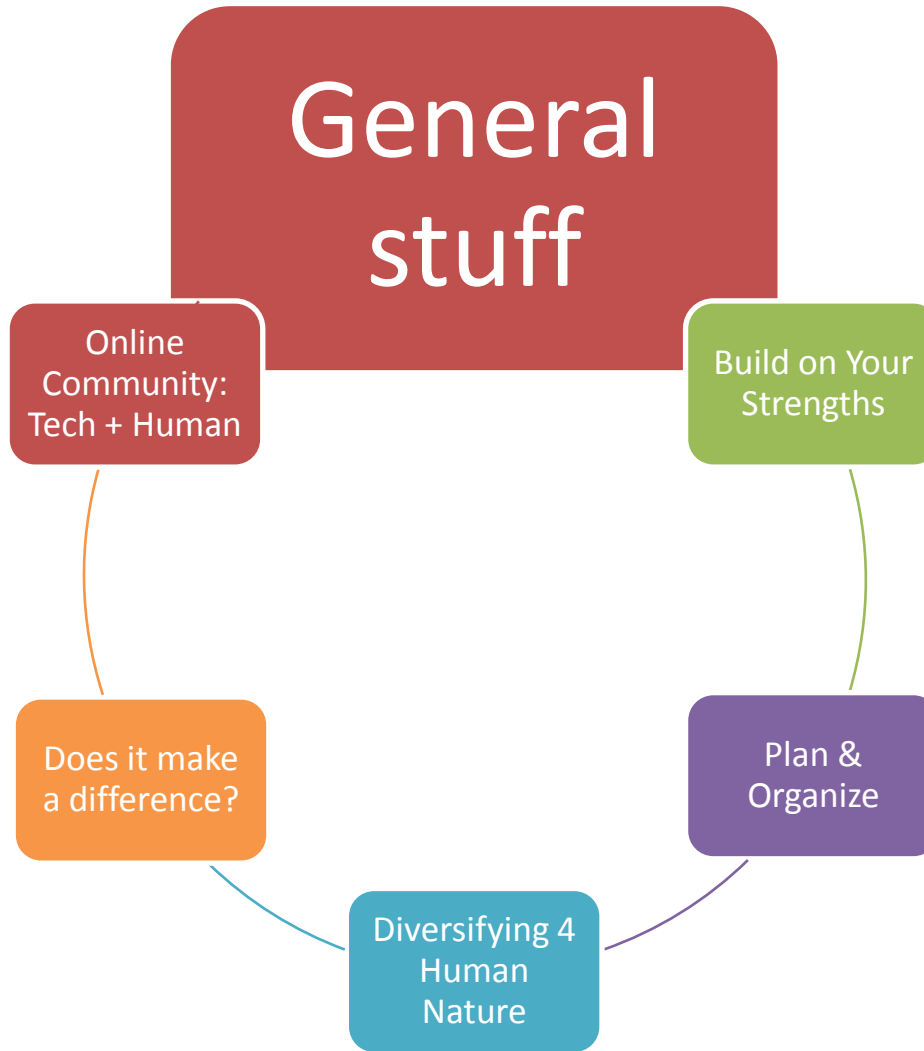 General
stuff
Build on Your
Strengths
Plan &
Organize
Diversifying 4
Human
Nature
Does it make
a difference?
Online
Community:
Tech + Human